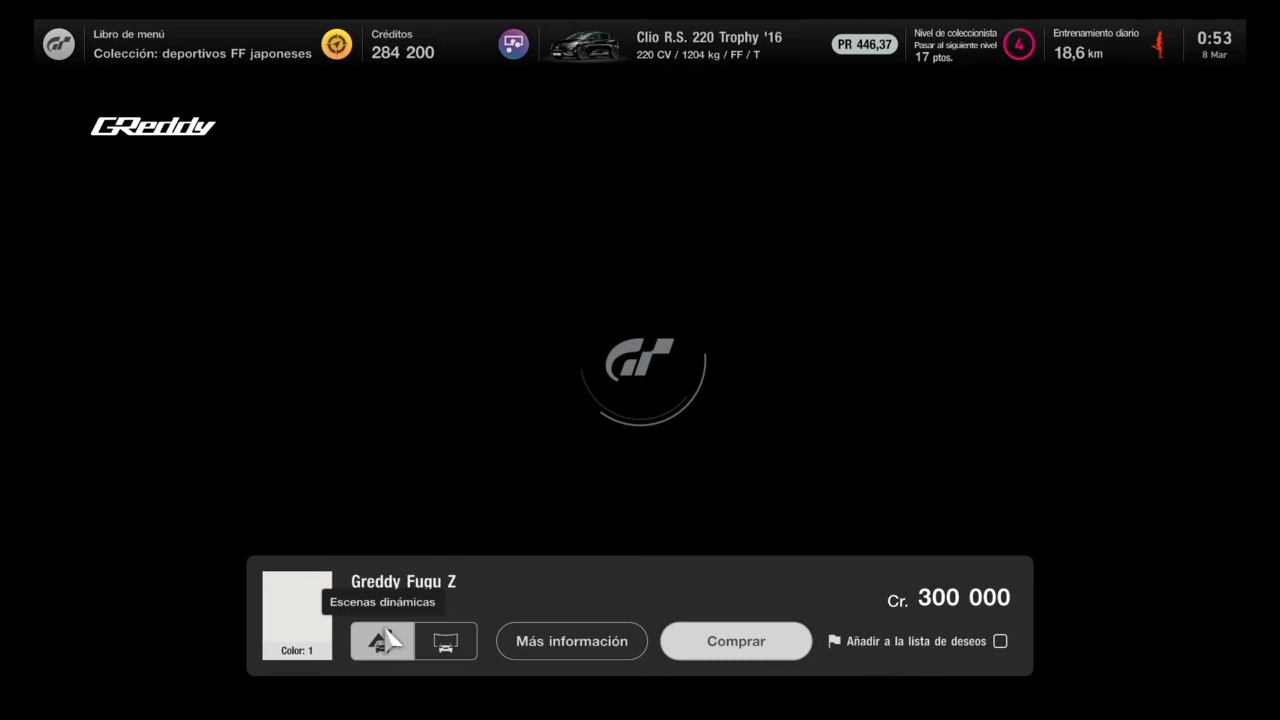 Libro de menú
Colección: deportivos FF japoneses
Créditos
284 200
Clio R.S. 220 Trophy '16
220 CV / 1204 kg / FF / T
PR 446,37
Nivel de coleccionista
Pasar al siguiente nivel
17 ptos.
4
Entrenamiento diario
18,6 km
0:53
8 Mar
GReddy
Greddy Fugu Z
Escenas dinámicas
Color: 1
Más información
Cr. 300 000
Comprar
Añadir a la lista de deseos